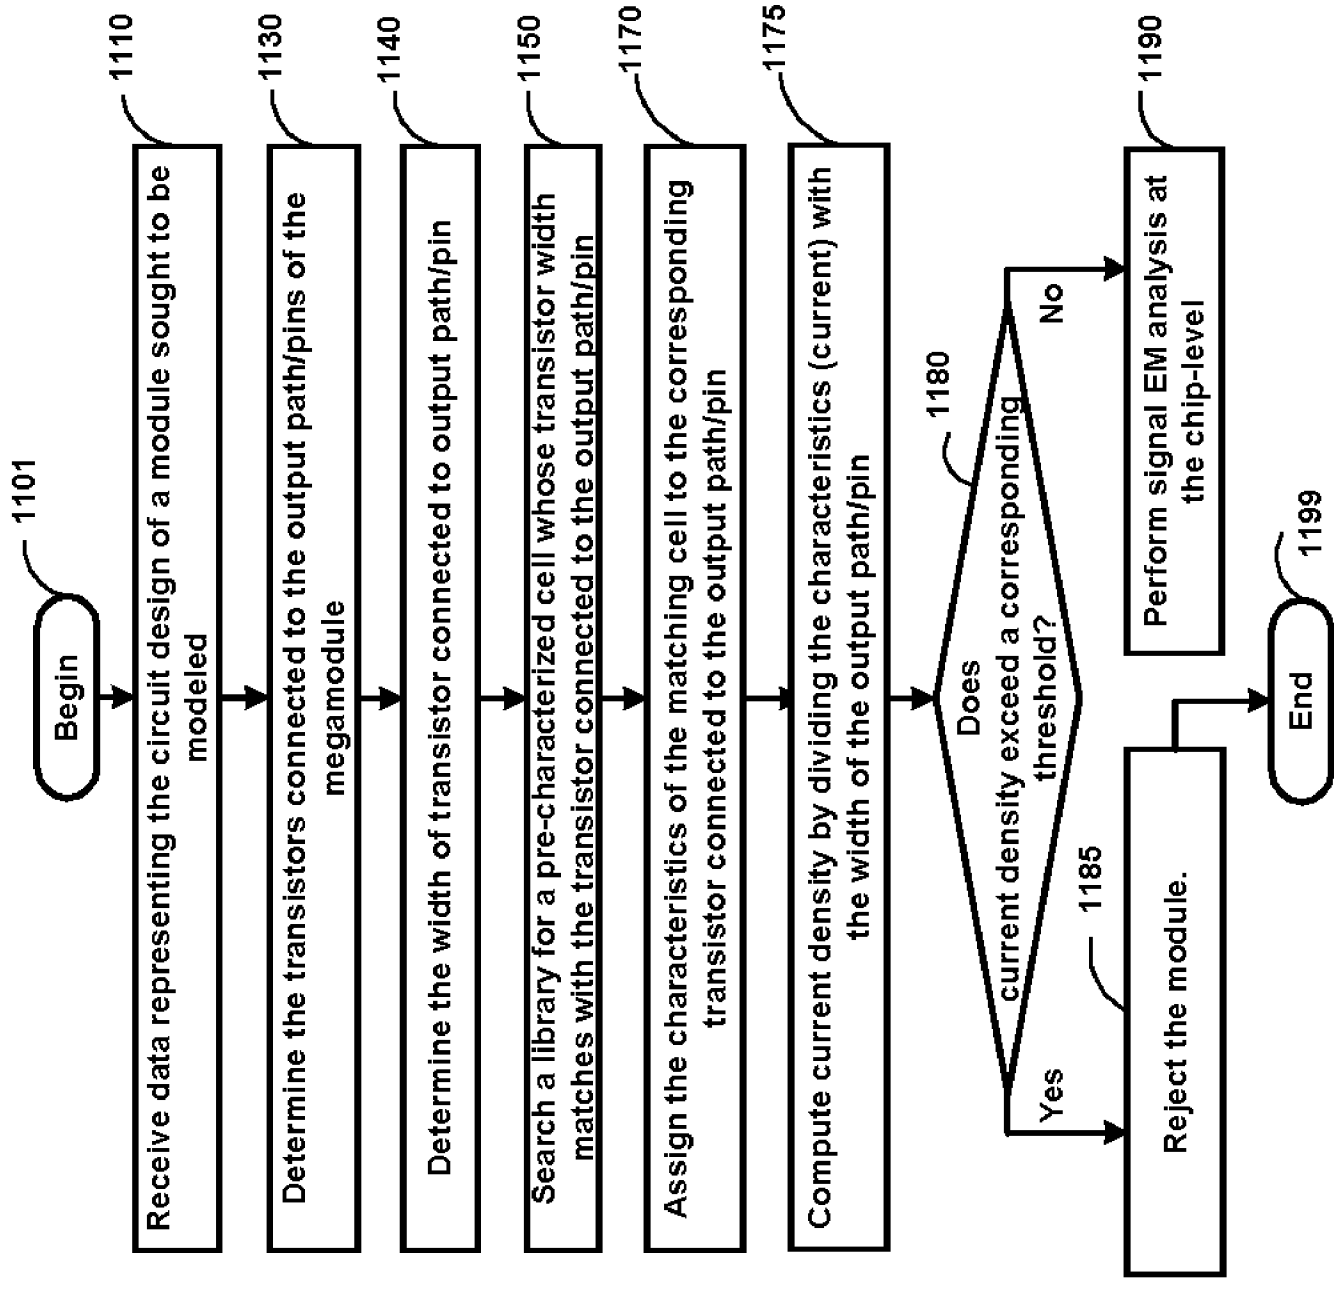 1101
Begin
1110
Receive data representing the circuit design of a module sought to be
modeled
1130
Determine the transistors connected to the output path/pins of the
megamodule
1140
Determine the width of transistor connected to output path/pin
1150
Search a library for a pre-characterized cell whose transistor width
matches with the transistor connected to the output path/pin
1170
Assign the characteristics of the matching cell to the corresponding
transistor connected to the output path/pin
1175
Compute current density by dividing the characteristics (current) with
the width of the output path/pin
1180
Does
current density exceed a corresponding
threshold?
Yes
No
1185
Reject the module.
1190
Perform signal EM analysis at
the chip-level
1199
End